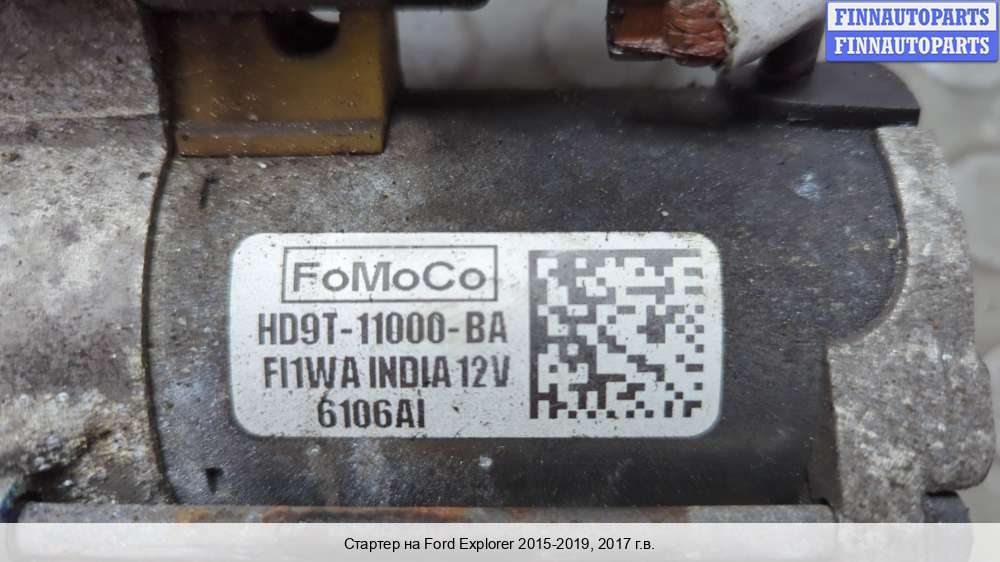 FINNAUTOPARTS
FINNAUTOPARTS
FoMoCo
HD9T-11000-BA
FI1WA INDIA 12V
6106AI
Стартер на Ford Explorer 2015-2019, 2017 г.в.